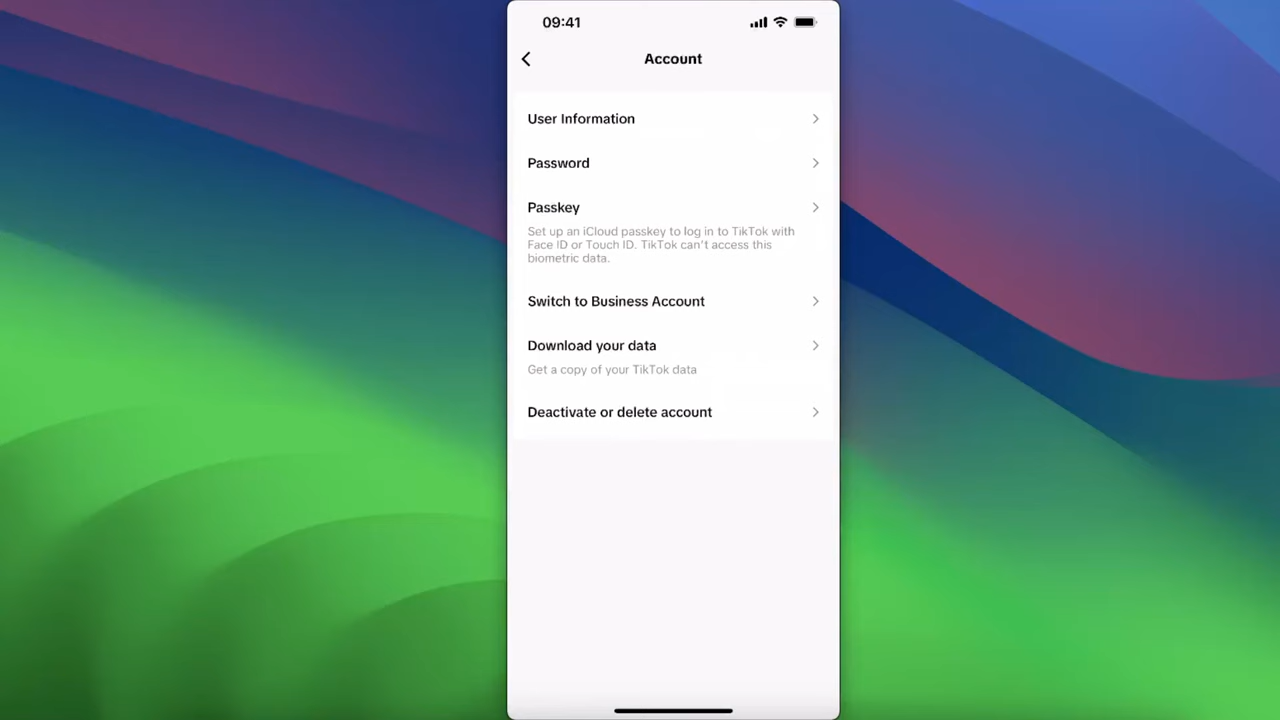 09:41
Account
User Information
Password
Passkey
Set up an iCloud passkey to log in to TikTok with
Face ID or Touch ID. TikTok can't access this
biometric data.
Switch to Business Account
Download your data
Get a copy of your TikTok data
Deactivate or delete account